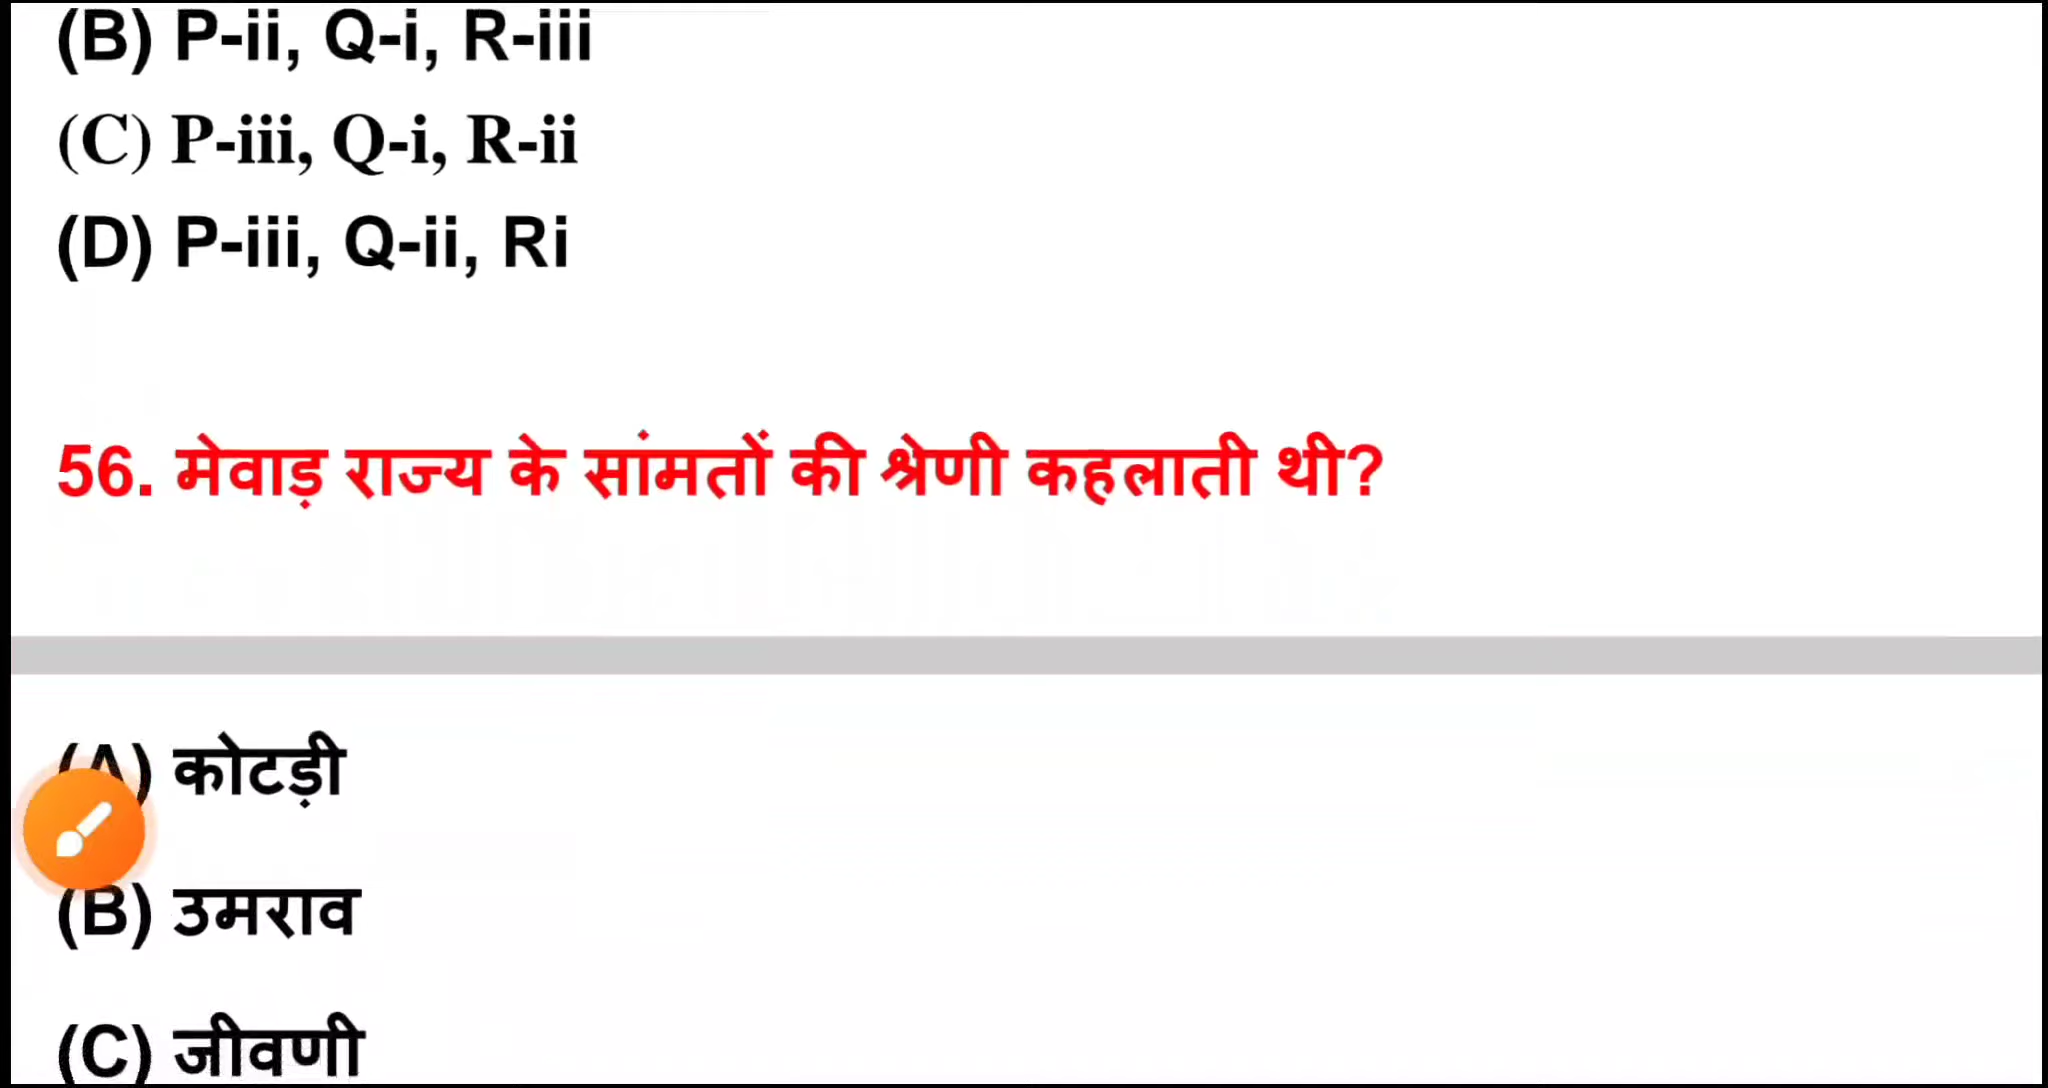 (B) P-ii, Q-i, R-iii
(C) P-iii, Q-i, R-ii
(D) P-iii, Q-ii, Ri
56. मेवाड़ राज्य के सांमतों की श्रेणी कहलाती थी?
(A) कोटड़ी
(B) उमराव
(C) जीवणी